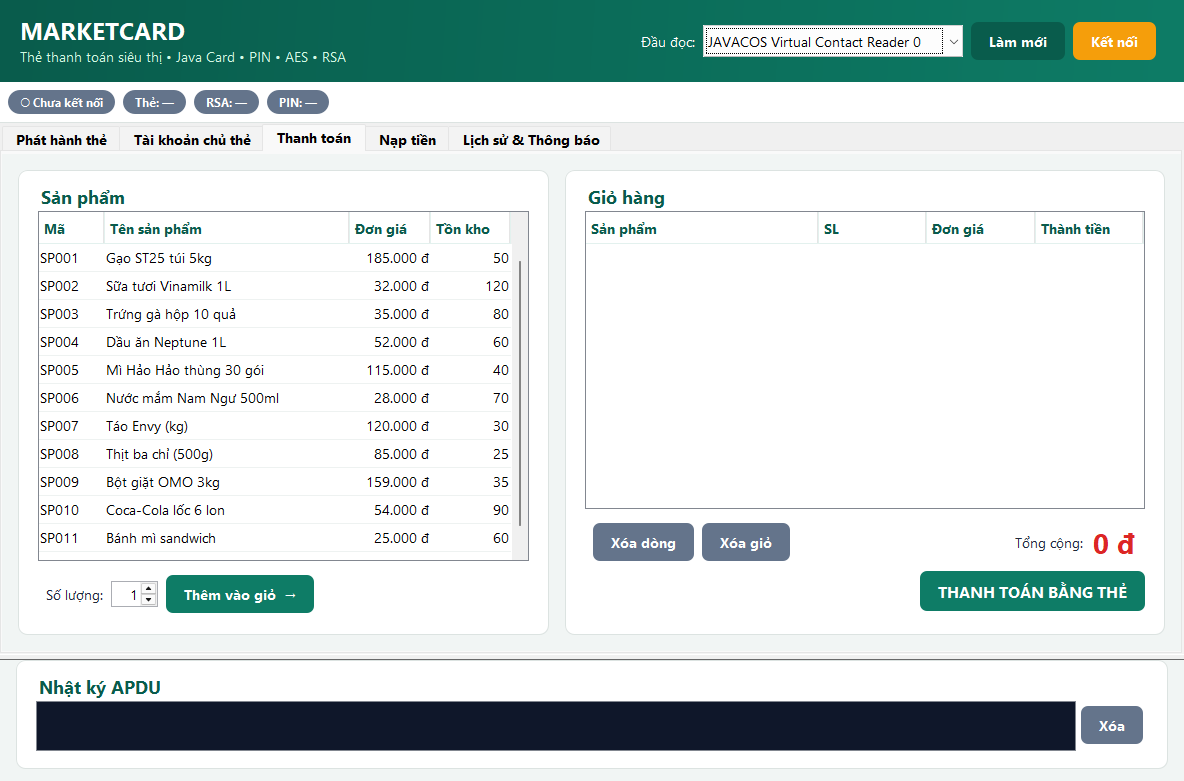 MARKETCARD
Thẻ thanh toán siêu thị • Java Card • PIN • AES • RSA
Đầu đọc: JAVACOS Virtual Contact Reader 0 Làm mới Kết nối
○ Chưa kết nối Thẻ: — RSA: — PIN: —
Phát hành thẻ Tài khoản chủ thẻ Thanh toán Nạp tiền Lịch sử & Thông báo
Sản phẩm
Mã Tên sản phẩm Đơn giá Tồn kho
SP001 Gạo ST25 túi 5kg 185.000 đ 50
SP002 Sữa tươi Vinamilk 1L 32.000 đ 120
SP003 Trứng gà hộp 10 quả 35.000 đ 80
SP004 Dầu ăn Neptune 1L 52.000 đ 60
SP005 Mì Hảo Hảo thùng 30 gói 115.000 đ 40
SP006 Nước mắm Nam Ngư 500ml 28.000 đ 70
SP007 Táo Envy (kg) 120.000 đ 30
SP008 Thịt ba chỉ (500g) 85.000 đ 25
SP009 Bột giặt OMO 3kg 159.000 đ 35
SP010 Coca-Cola lốc 6 lon 54.000 đ 90
SP011 Bánh mì sandwich 25.000 đ 60
Số lượng: 1 Thêm vào giỏ →
Giỏ hàng
Sản phẩm SL Đơn giá Thành tiền
Xóa dòng Xóa giỏ Tổng cộng: 0 đ
THANH TOÁN BẰNG THẺ
Nhật ký APDU
Xóa